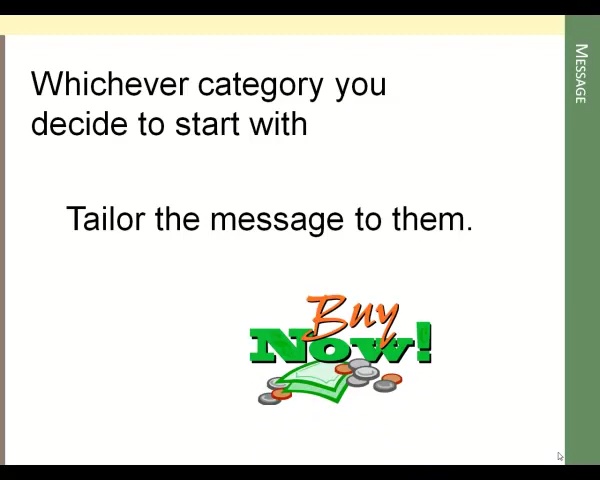 Message
Whichever category you
decide to start with
Tailor the message to them.
Buy
Now!